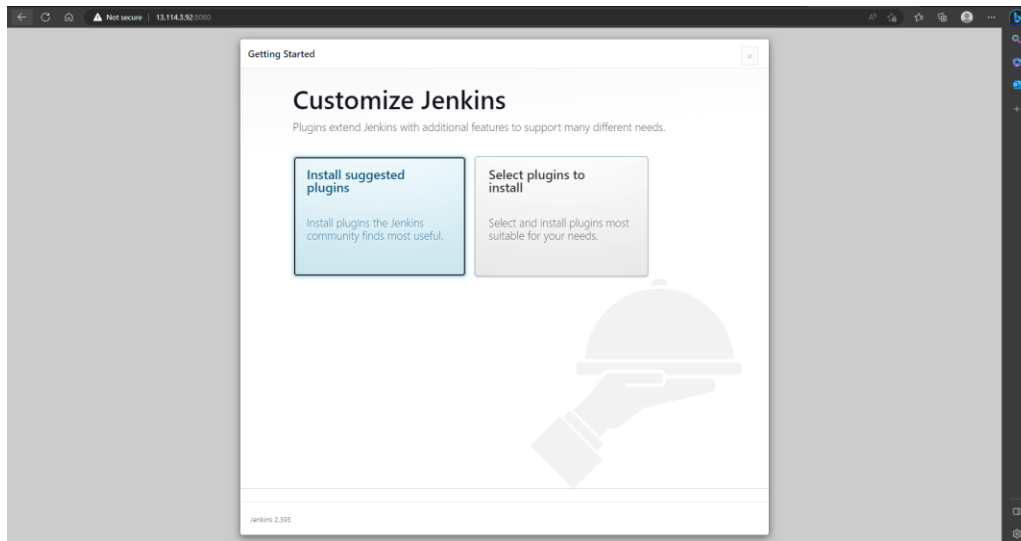 Not secure | 13.114.3.92:8080
Getting Started
Customize Jenkins
Plugins extend Jenkins with additional features to support many different needs.
Install suggested
plugins
Install plugins the Jenkins
community finds most useful.
Select plugins to
install
Select and install plugins most
suitable for your needs.
Jenkins 2.395